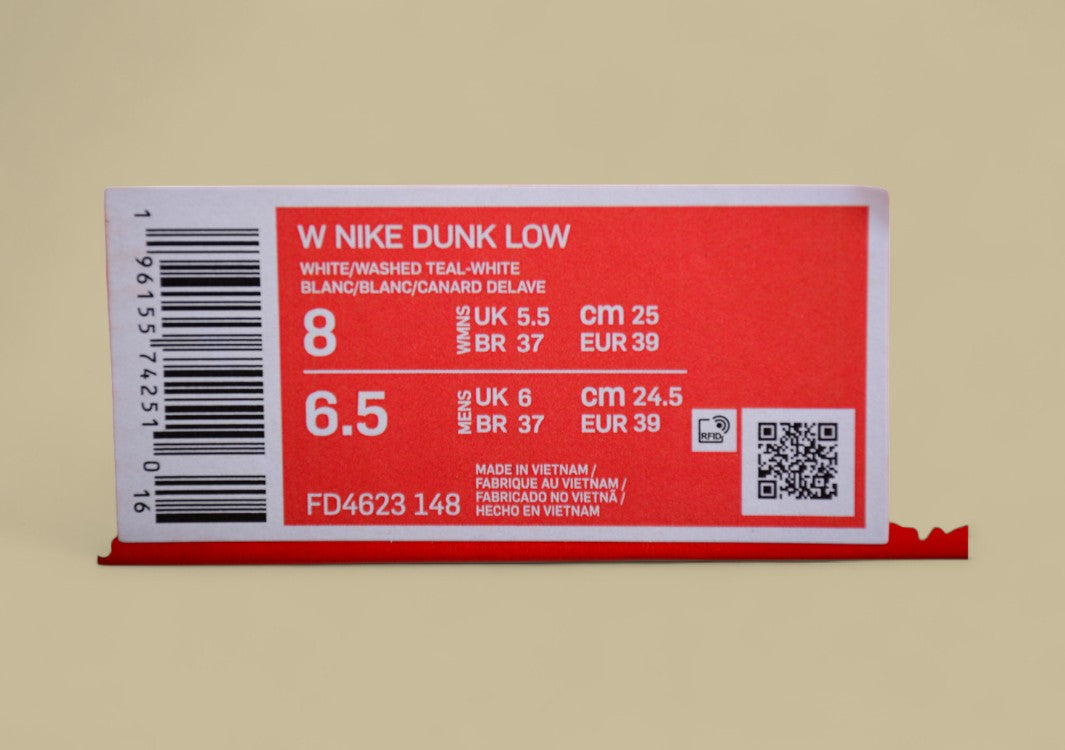 W NIKE DUNK LOW
WHITE/WASHED TEAL-WHITE
BLANC/BLANC/CANARD DELAVE
8 WMNS UK 5.5 cm 25
BR 37 EUR 39
6.5 MENS UK 6 cm 24.5
BR 37 EUR 39
RFID
MADE IN VIETNAM /
FABRIQUE AU VIETNAM /
FABRICADO NO VIETNÃ /
HECHO EN VIETNAM
FD4623 148
1 96155 74251 0 16